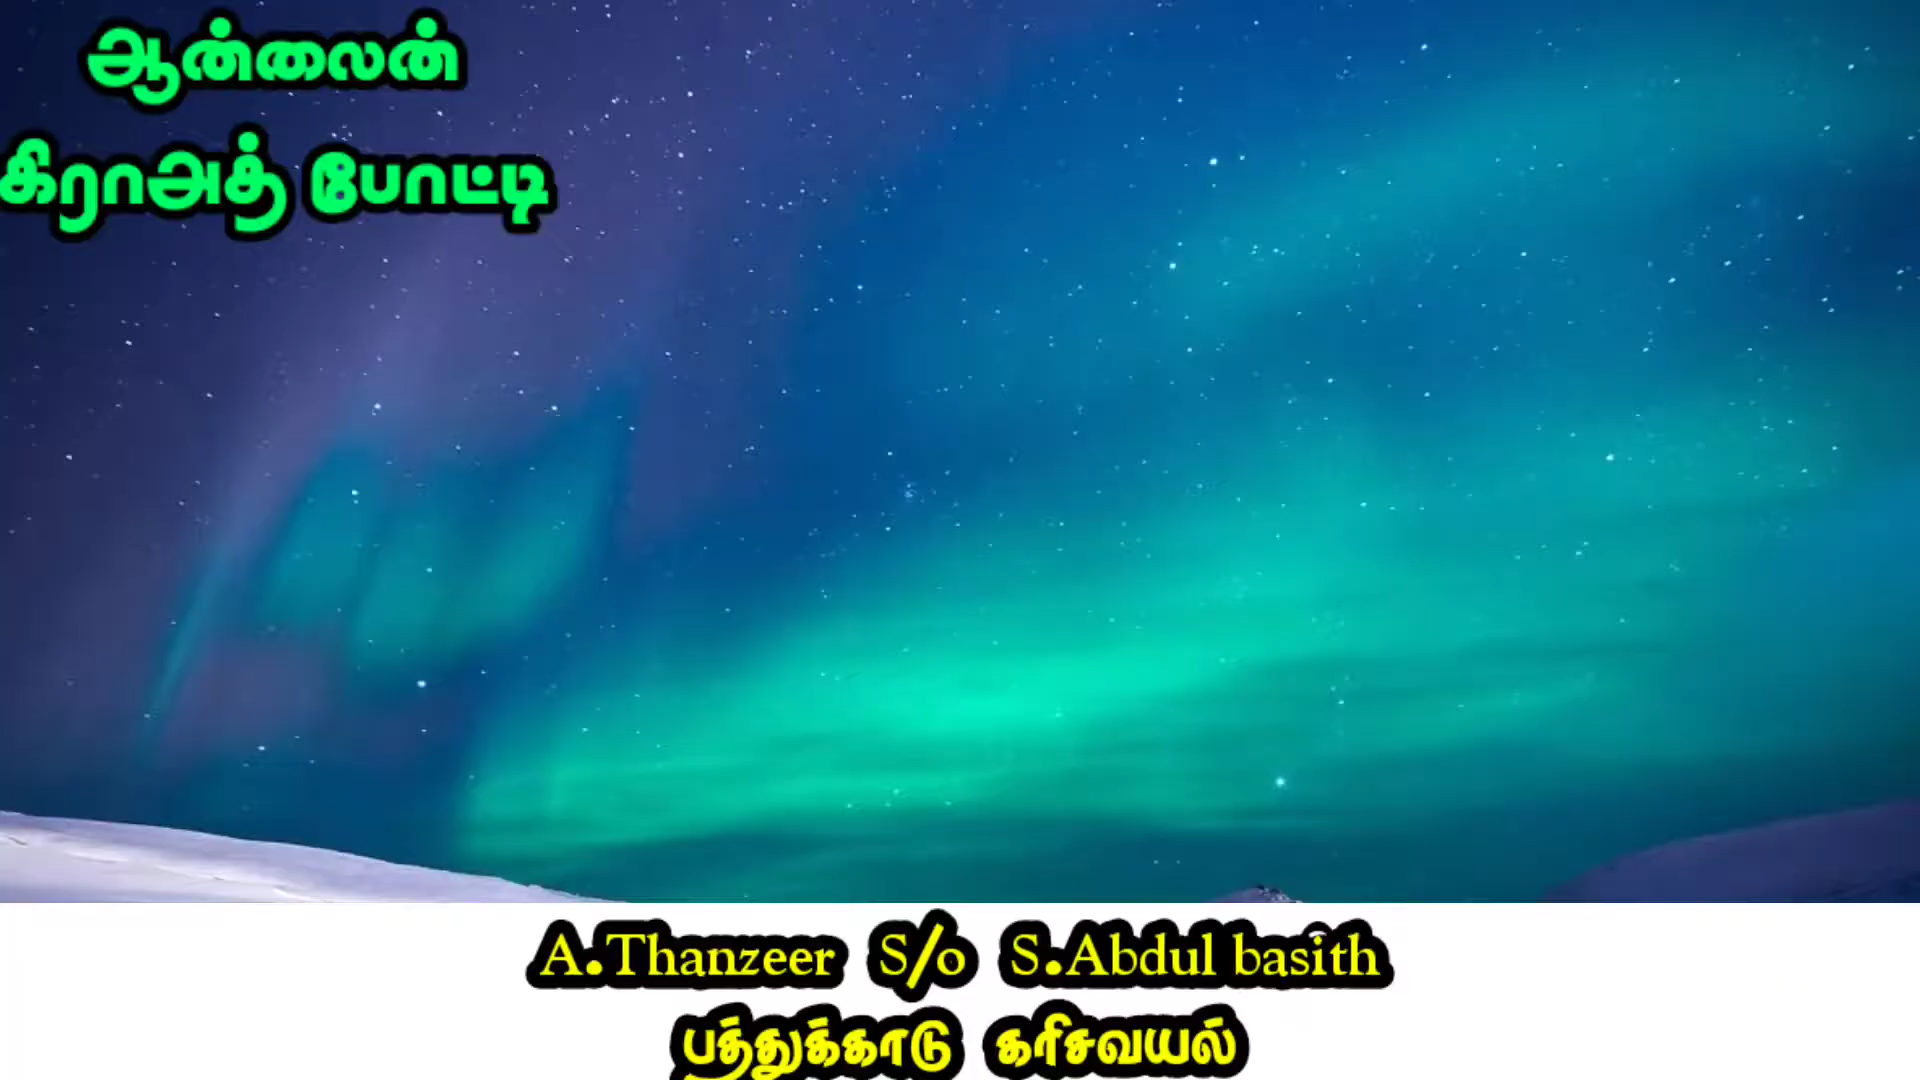 ஆன்லைன்
கிராஅத் போட்டி
A.Thanzeer S/o S.Abdul basith
பத்துக்காடு கரிசவயல்